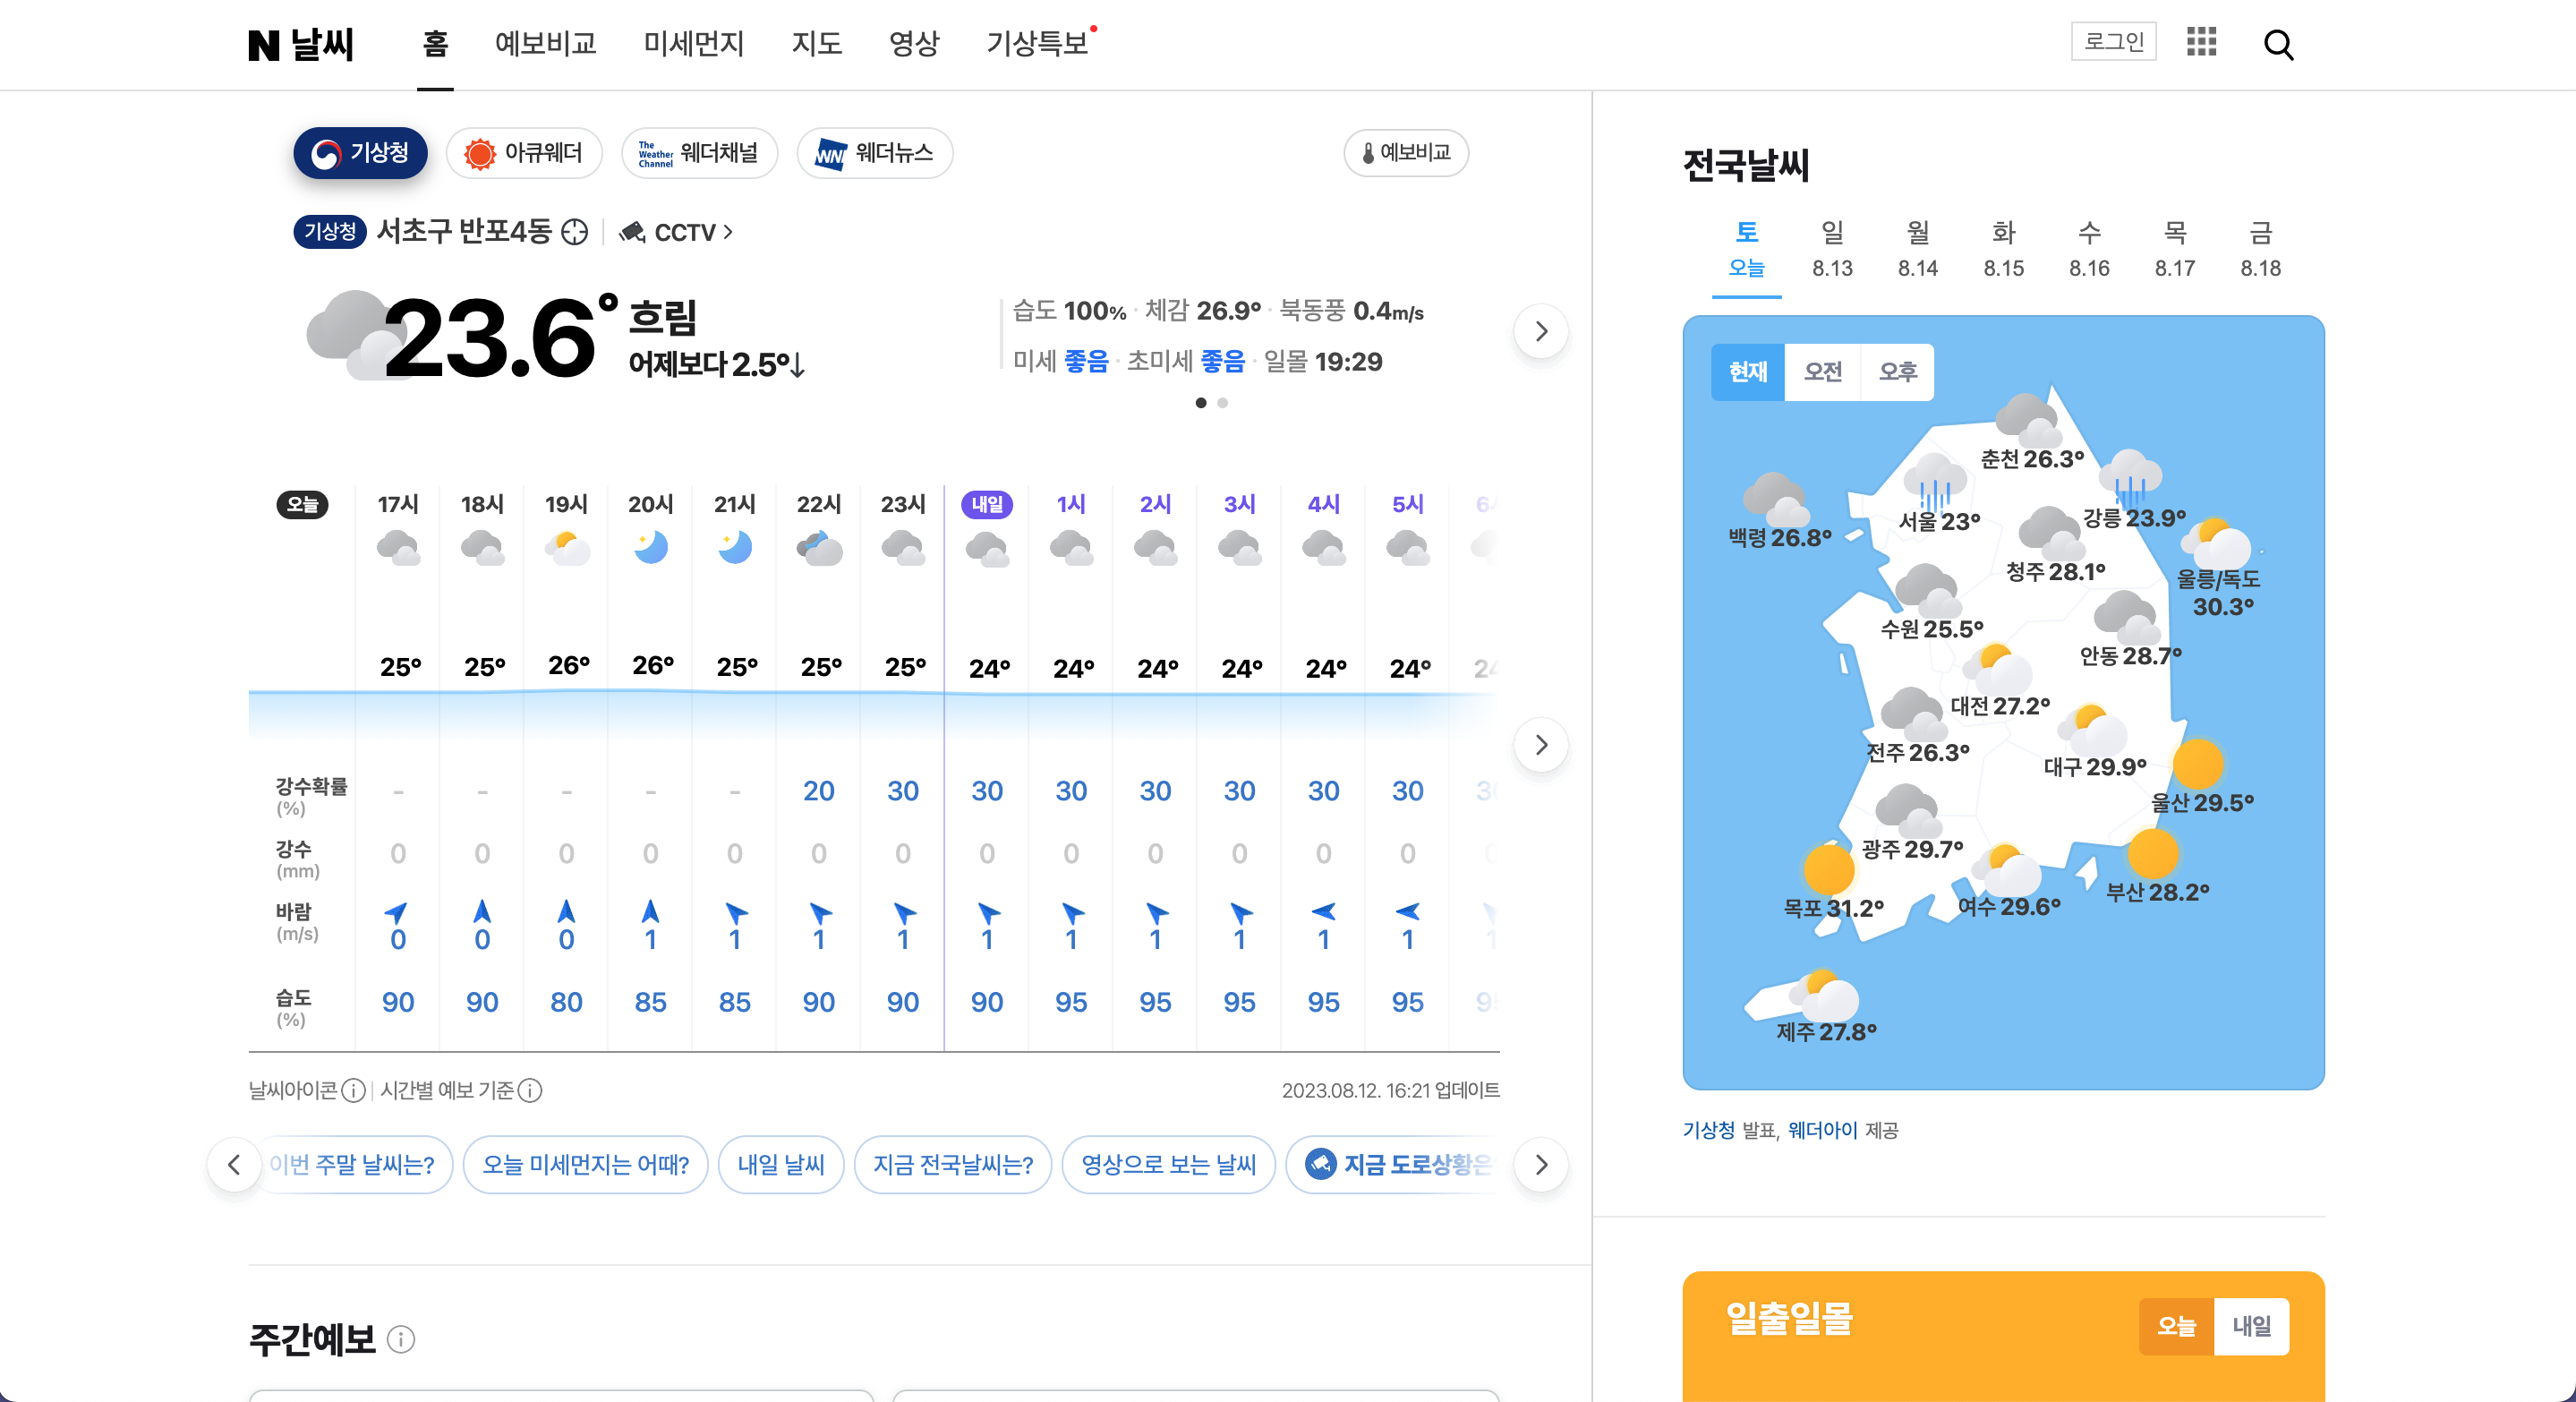 N 날씨 홈 예보비교 미세먼지 지도 영상 기상특보 로그인
기상청 아큐웨더 The Weather Channel 웨더채널 WNI 웨더뉴스 예보비교
기상청 서초구 반포4동 CCTV >
23.6° 흐림
어제보다 2.5°↓
습도 100% · 체감 26.9° · 북동풍 0.4m/s
미세 좋음 · 초미세 좋음 · 일몰 19:29
오늘 17시 18시 19시 20시 21시 22시 23시 내일 1시 2시 3시 4시 5시
25° 25° 26° 26° 25° 25° 25° 24° 24° 24° 24° 24° 24°
강수확률 (%) - - - - - 20 30 30 30 30 30 30 30
강수 (mm) 0 0 0 0 0 0 0 0 0 0 0 0 0
바람 (m/s) 0 0 0 1 1 1 1 1 1 1 1 1 1
습도 (%) 90 90 80 85 85 90 90 90 95 95 95 95 95
날씨아이콘 | 시간별 예보 기준 2023.08.12. 16:21 업데이트
이번 주말 날씨는? 오늘 미세먼지는 어때? 내일 날씨 지금 전국날씨는? 영상으로 보는 날씨 지금 도로상황은
주간예보
전국날씨
토 일 월 화 수 목 금
오늘 8.13 8.14 8.15 8.16 8.17 8.18
현재 오전 오후
춘천 26.3°
백령 26.8°
서울 23°
강릉 23.9°
청주 28.1°
울릉/독도
30.3°
수원 25.5°
안동 28.7°
대전 27.2°
전주 26.3°
대구 29.9°
울산 29.5°
광주 29.7°
목포 31.2°
여수 29.6°
부산 28.2°
제주 27.8°
기상청 발표, 웨더아이 제공
일출일몰 오늘 내일